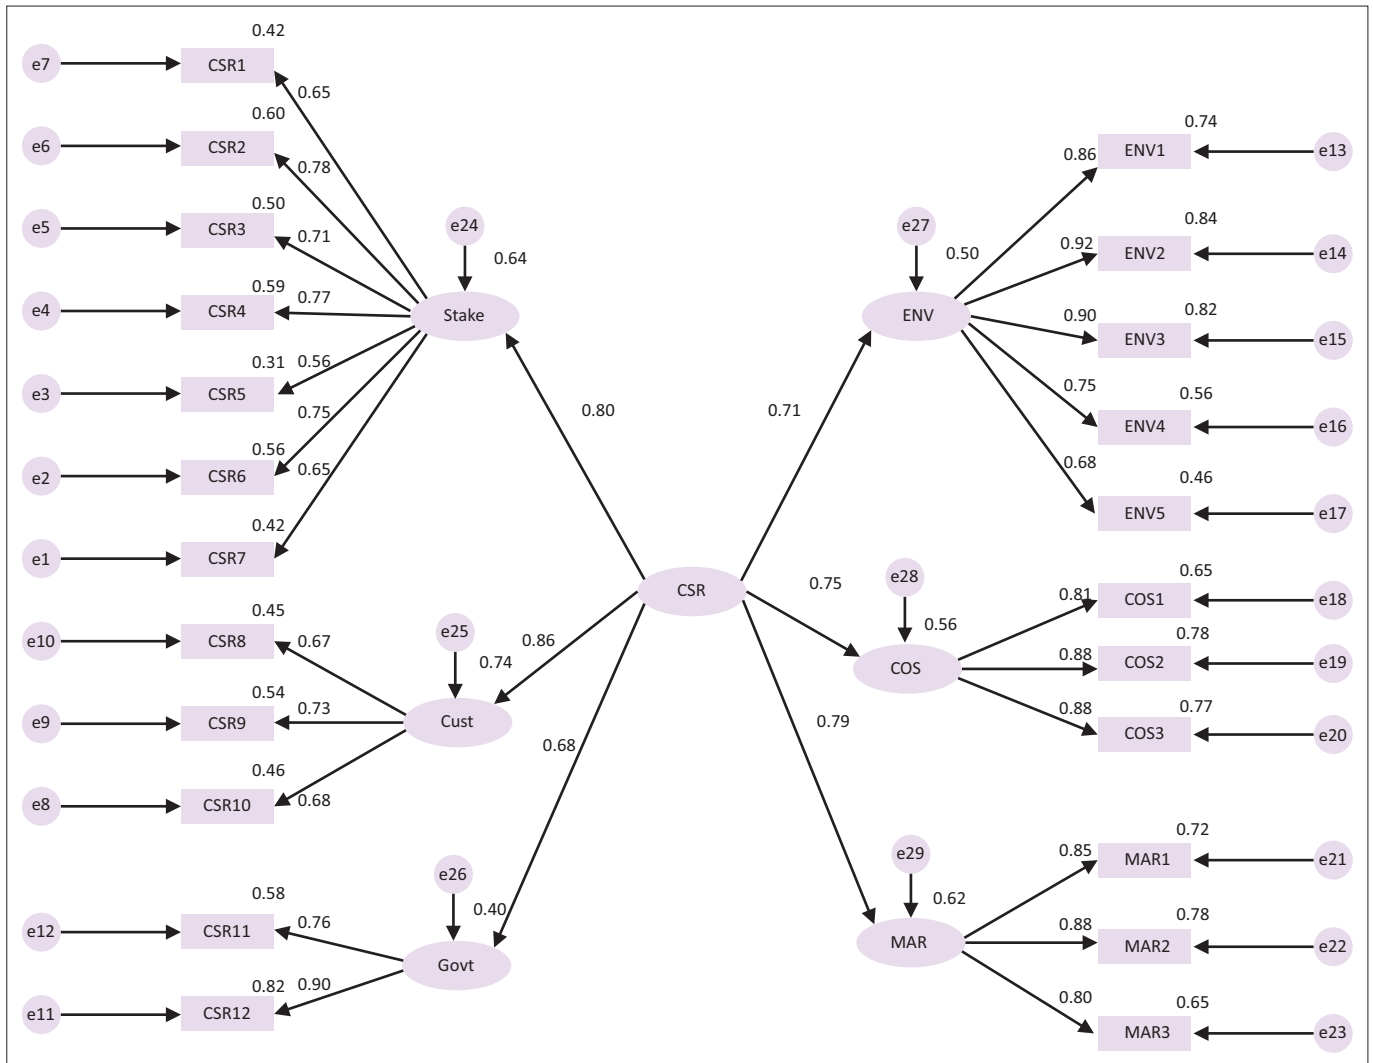 0.42
e7
CSR1
0.65
0.60
e6
CSR2
0.78
0.50
e5
CSR3
0.71
0.59
e4
CSR4
0.77
0.31
0.56
e3
CSR5
0.75
0.56
e2
CSR6
0.65
0.42
e1
CSR7
e24
0.64
Stake
0.80
0.45
e10
CSR8
0.67
0.54
e9
CSR9
0.73
0.46
e8
CSR10
0.68
e25
0.74
0.86
Cust
0.58
e12
CSR11
0.76
0.82
0.90
e11
CSR12
e26
0.40
0.68
Govt
CSR
0.71
e27
0.50
ENV
0.74
0.86
ENV1
e13
0.84
0.92
ENV2
e14
0.82
0.90
ENV3
e15
0.56
0.75
ENV4
e16
0.46
0.68
ENV5
e17
0.75
e28
0.56
COS
0.65
0.81
COS1
e18
0.78
0.88
COS2
e19
0.77
0.88
COS3
e20
0.79
e29
0.62
MAR
0.72
0.85
MAR1
e21
0.78
0.88
MAR2
e22
0.65
0.80
MAR3
e23